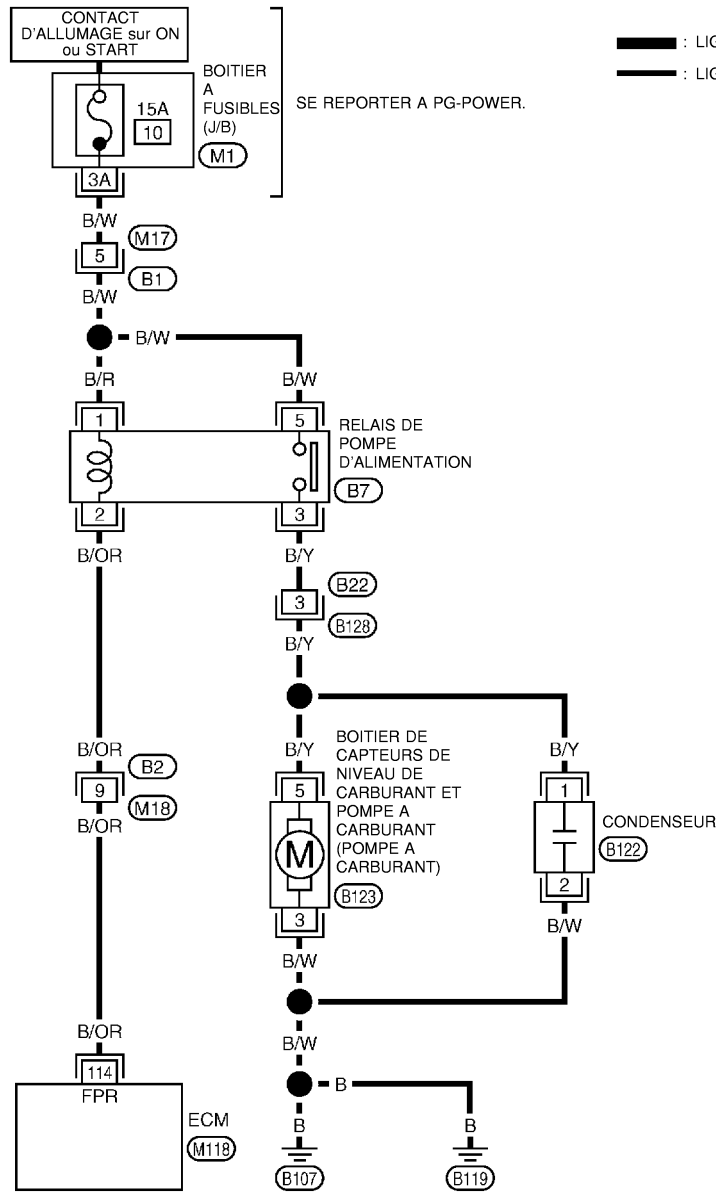 CONTACT
D'ALLUMAGE sur ON
ou START
: LIG
: LIG
BOITIER
A
FUSIBLES
(J/B)
M1
15A
10
SE REPORTER A PG-POWER.
3A
B/W
M17
5
B1
B/W
B/W
B/R
B/W
1
5
RELAIS DE
POMPE
D'ALIMENTATION
B7
2
3
B/OR
B/Y
B22
3
B128
B/Y
B/OR
B2
9
M18
B/OR
B/Y
BOITIER DE
CAPTEURS DE
NIVEAU DE
CARBURANT ET
POMPE A
CARBURANT
(POMPE A
CARBURANT)
B123
5
M
3
B/Y
1
CONDENSEUR
B122
2
B/W
B/W
B/W
B/OR
114
FPR
ECM
M118
B
B
B
B107
B119